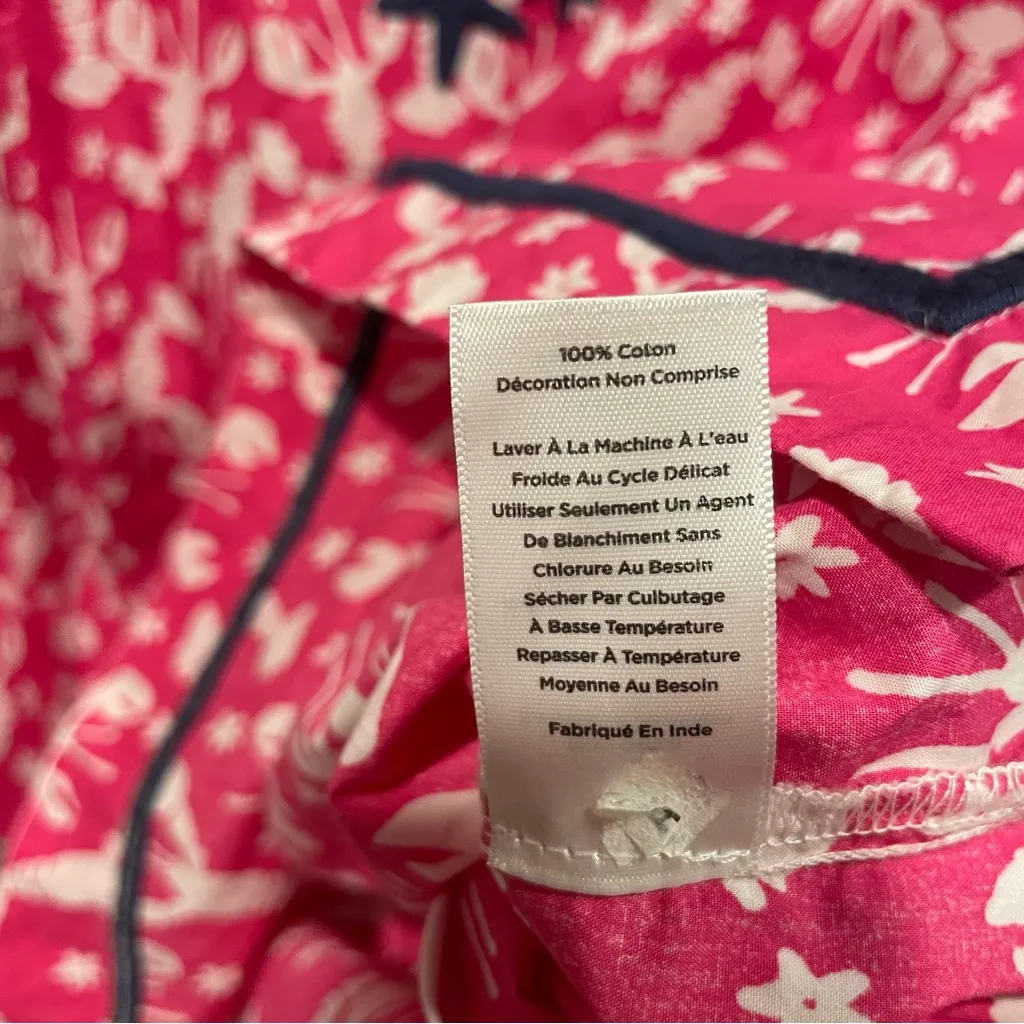 100% Coton
Décoration Non Comprise
Laver À La Machine À L'eau
Froide Au Cycle Délicat
Utiliser Seulement Un Agent
De Blanchiment Sans
Chlorure Au Besoin
Sécher Par Culbutage
À Basse Température
Repasser À Température
Moyenne Au Besoin
Fabriqué En Inde